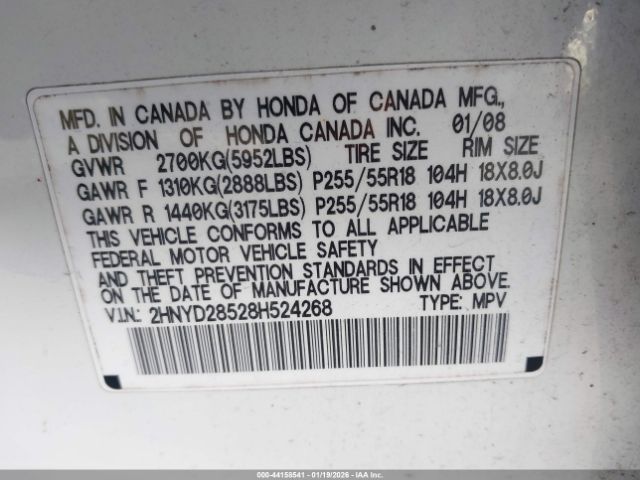 MFD. IN CANADA BY HONDA OF CANADA MFG.,
A DIVISION OF HONDA CANADA INC. 01/08
GVWR 2700KG(5952LBS) TIRE SIZE RIM SIZE
GAWR F 1310KG(2888LBS) P255/55R18 104H 18X8.0J
GAWR R 1440KG(3175LBS) P255/55R18 104H 18X8.0J
THIS VEHICLE CONFORMS TO ALL APPLICABLE
FEDERAL MOTOR VEHICLE SAFETY
AND THEFT PREVENTION STANDARDS IN EFFECT
ON THE DATE OF MANUFACTURE SHOWN ABOVE.
V.I.N.: 2HNYD28528H524268 TYPE: MPV
000-44158541 - 01/19/2026 - © IAA Inc.